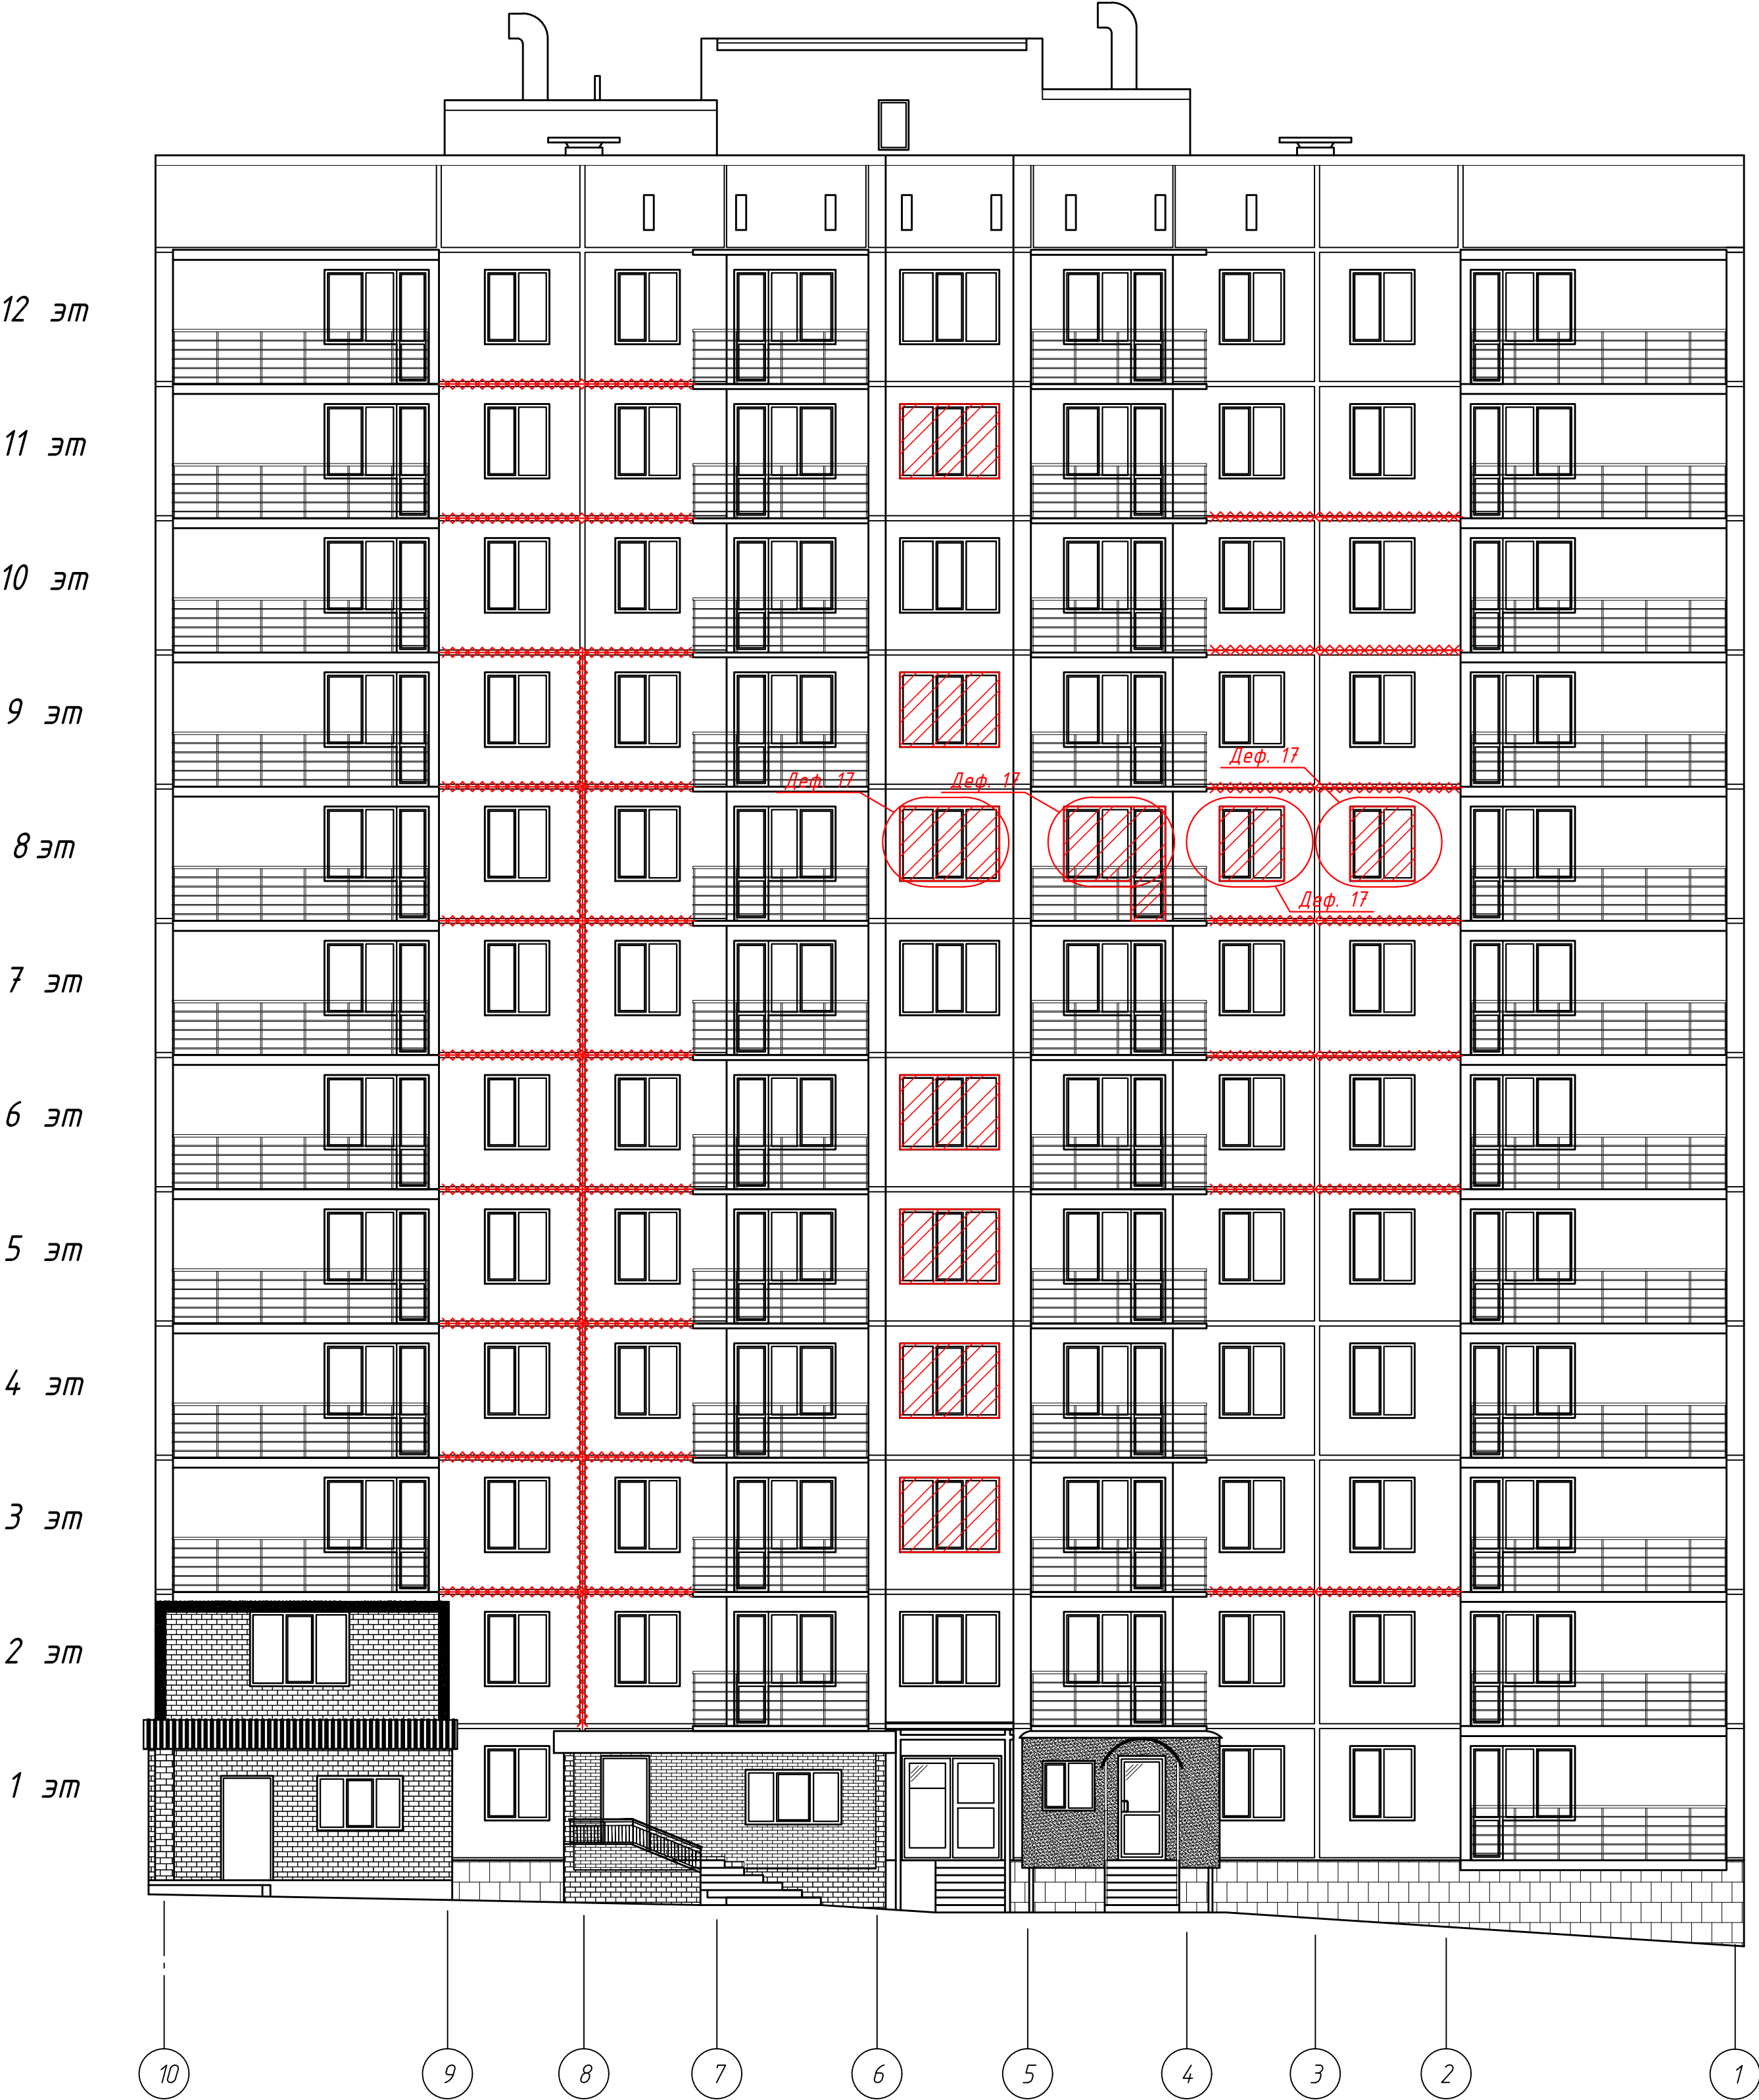 12 эт
11 эт
10 эт
9 эт
Деф. 17
Деф. 17 Деф. 17
8 эт
Деф. 17
7 эт
6 эт
5 эт
4 эт
3 эт
2 эт
1 эт
10 9 8 7 6 5 4 3 2 1